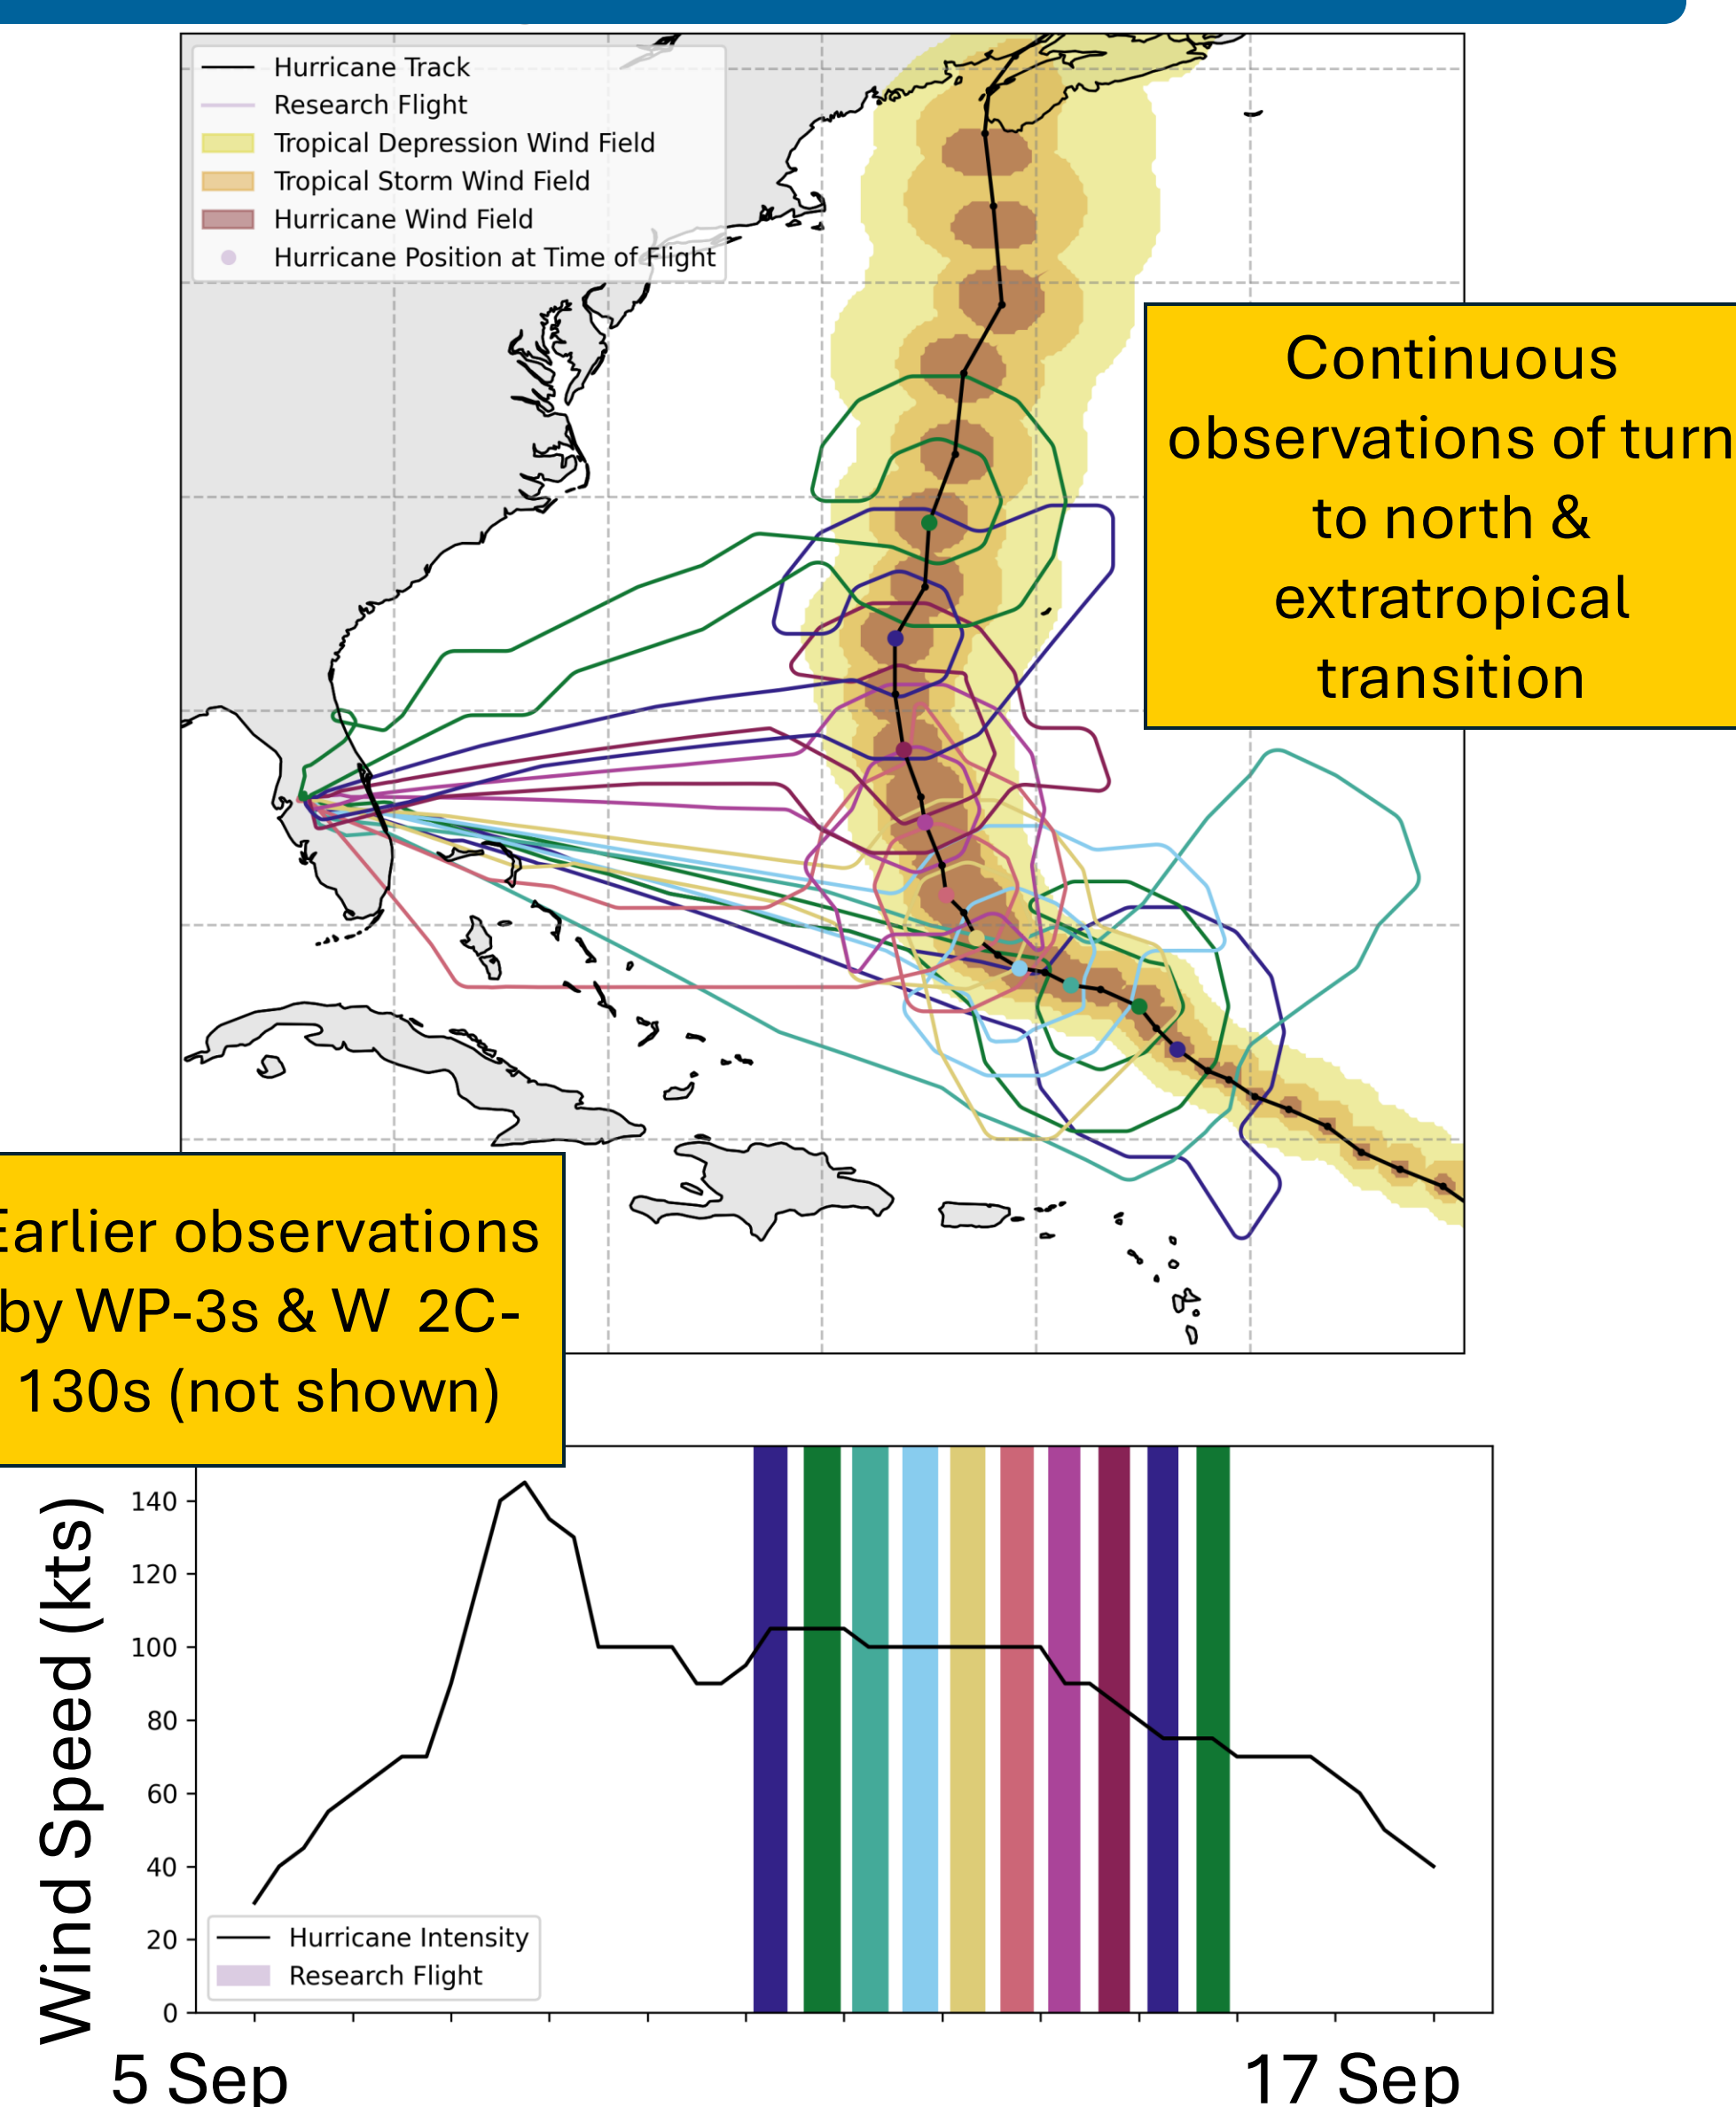 Hurricane Track
Research Flight
Tropical Depression Wind Field
Tropical Storm Wind Field
Hurricane Wind Field
Hurricane Position at Time of Flight
Continuous
observations of turn
to north &
extratropical
transition
Earlier observations
by WP-3s & W 2C-
130s (not shown)
Wind Speed (kts)
140
120
100
80
60
40
20
0
Hurricane Intensity
Research Flight
5 Sep
17 Sep